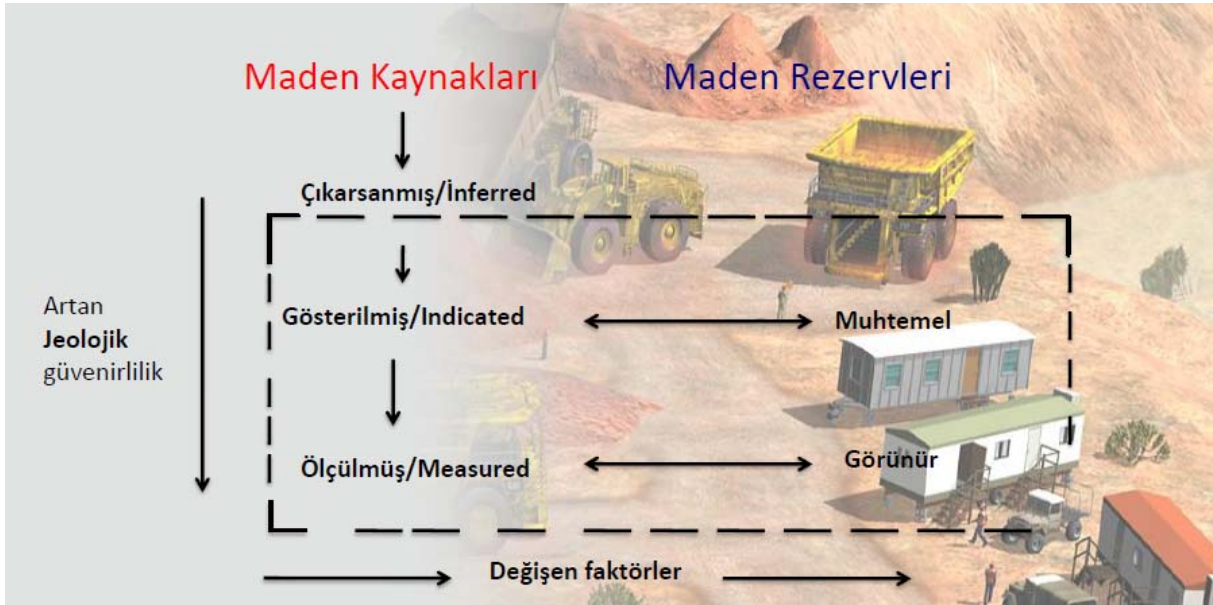 Maden Kaynakları
Maden Rezervleri
Çıkarsanmış/İnferred
Artan
Jeolojik
güvenirlilik
Gösterilmiş/Indicated
Muhtemel
Ölçülmüş/Measured
Görünür
Değişen faktörler